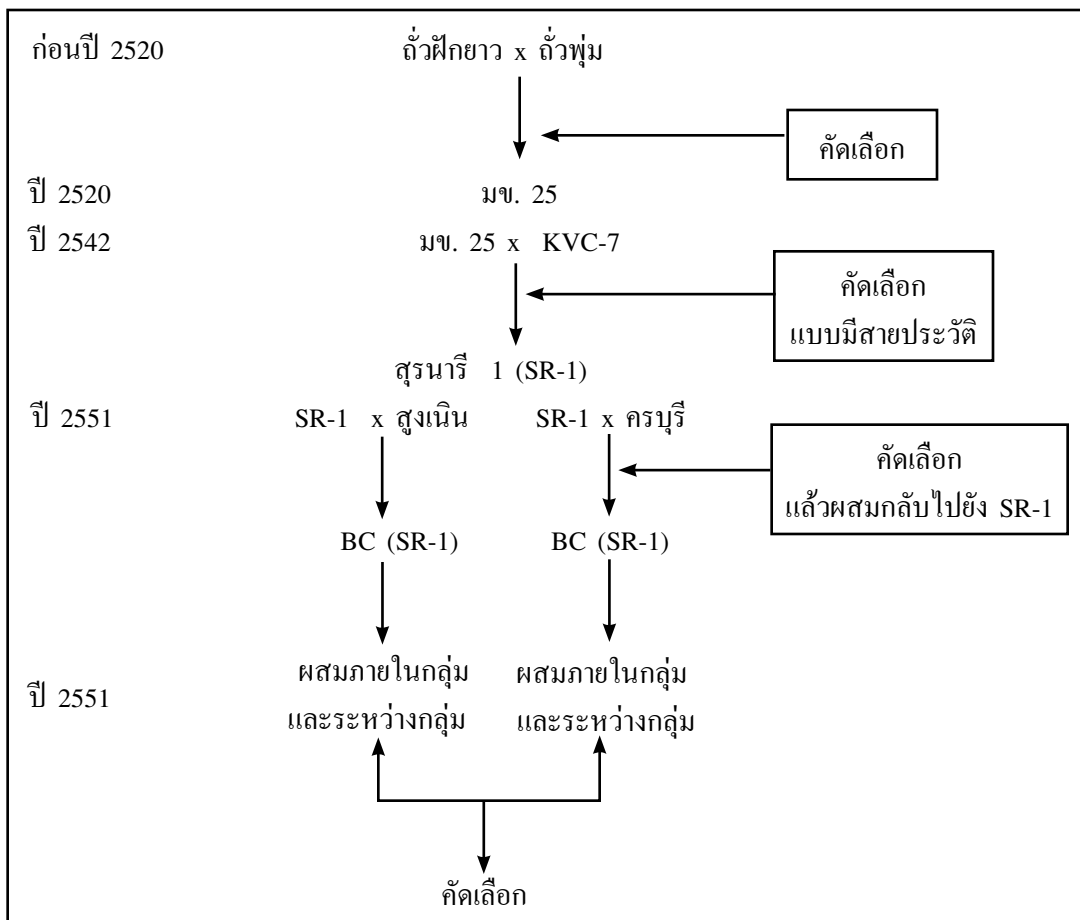 ก่อนปี 2520 ถั่วฝักยาว x ถั่วพุ่ม
คัดเลือก
ปี 2520 มข. 25
ปี 2542 มข. 25 x KVC-7
คัดเลือก
แบบมีสายประวัติ
สุรนารี 1 (SR-1)
ปี 2551 SR-1 x สูงเนิน SR-1 x ครบุรี
คัดเลือก
แล้วผสมกลับไปยัง SR-1
BC (SR-1) BC (SR-1)
ผสมภายในกลุ่ม ผสมภายในกลุ่ม
ปี 2551
และระหว่างกลุ่ม และระหว่างกลุ่ม
คัดเลือก